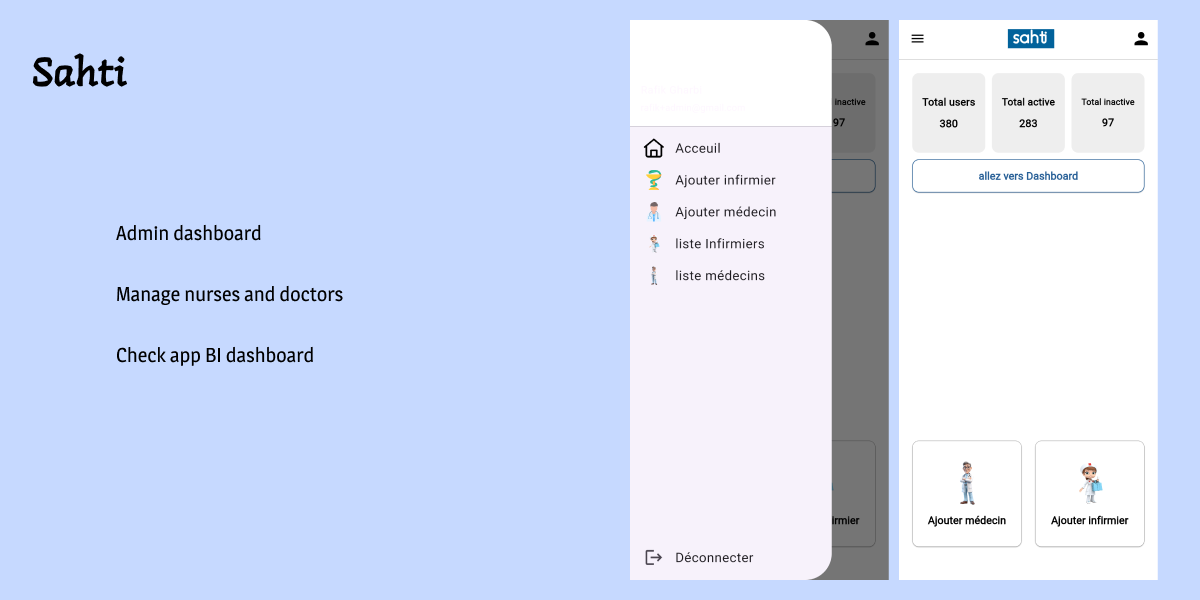 Sahti
Admin dashboard
Manage nurses and doctors
Check app BI dashboard
Acceuil
Ajouter infirmier
Ajouter médecin
liste Infirmiers
liste médecins
Déconnecter
inactive
97
irmier
sahti
Total users
380
Total active
283
Total inactive
97
allez vers Dashboard
Ajouter médecin
Ajouter infirmier